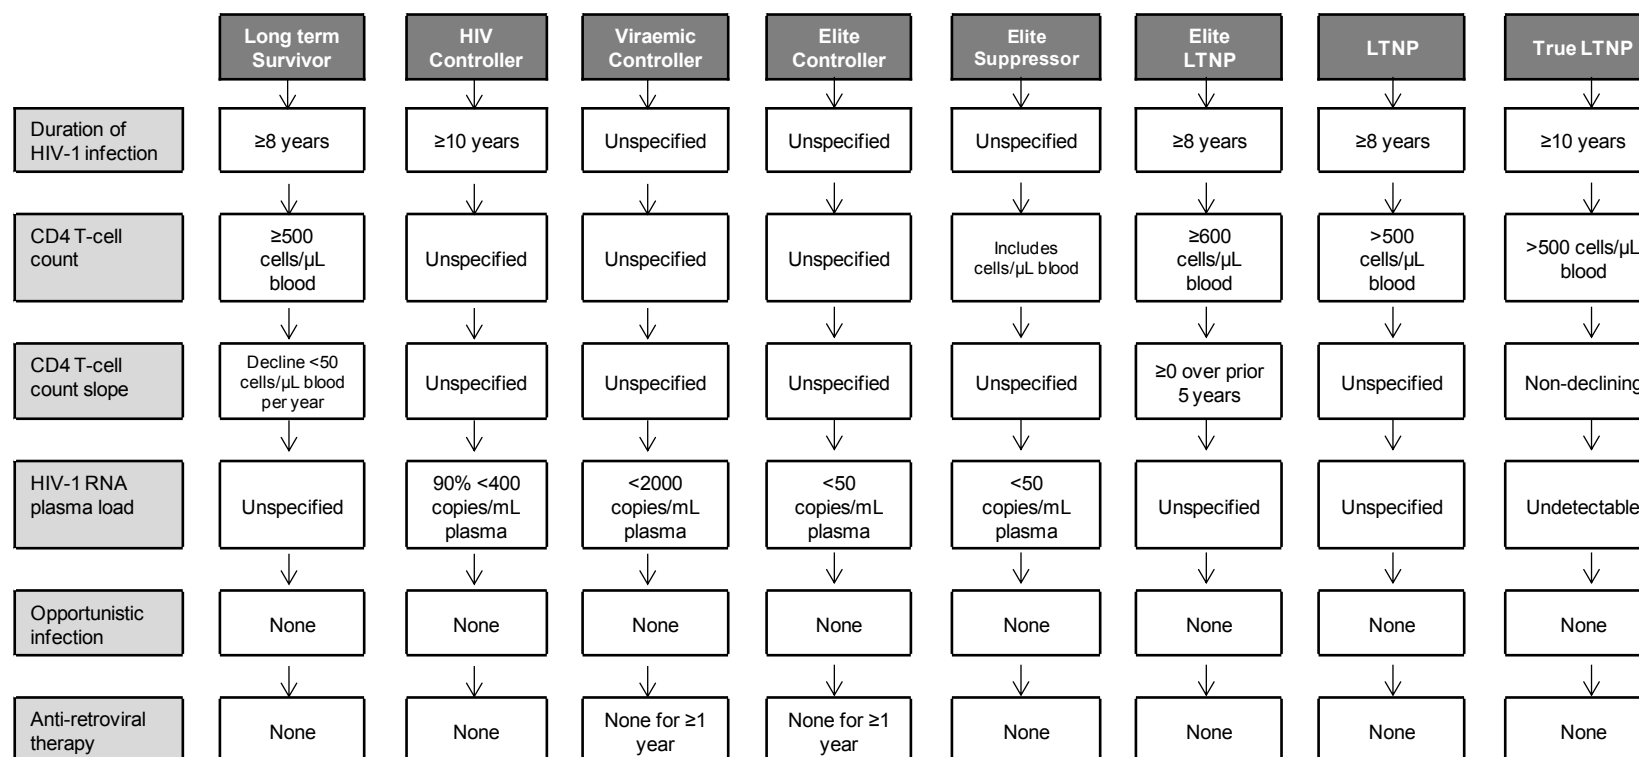 Long term
Survivor
HIV
Controller
Viraemic
Controller
Elite
Controller
Elite
Suppressor
Elite
LTNP
LTNP
True LTNP
Duration of
HIV-1 infection
≥8 years
≥10 years
Unspecified
Unspecified
Unspecified
≥8 years
≥8 years
≥10 years
CD4 T-cell
count
≥500
cells/µL
blood
Unspecified
Unspecified
Unspecified
Includes
cells/µL blood
≥600
cells/µL
blood
>500
cells/µL
blood
>500 cells/µL
blood
CD4 T-cell
count slope
Decline <50
cells/µL blood
per year
Unspecified
Unspecified
Unspecified
Unspecified
≥0 over prior
5 years
Unspecified
Non-declining
HIV-1 RNA
plasma load
Unspecified
90% <400
copies/mL
plasma
<2000
copies/mL
plasma
<50
copies/mL
plasma
<50
copies/mL
plasma
Unspecified
Unspecified
Undetectable
Opportunistic
infection
None
None
None
None
None
None
None
None
Anti-retroviral
therapy
None
None
None for ≥1
year
None for ≥1
year
None
None
None
None